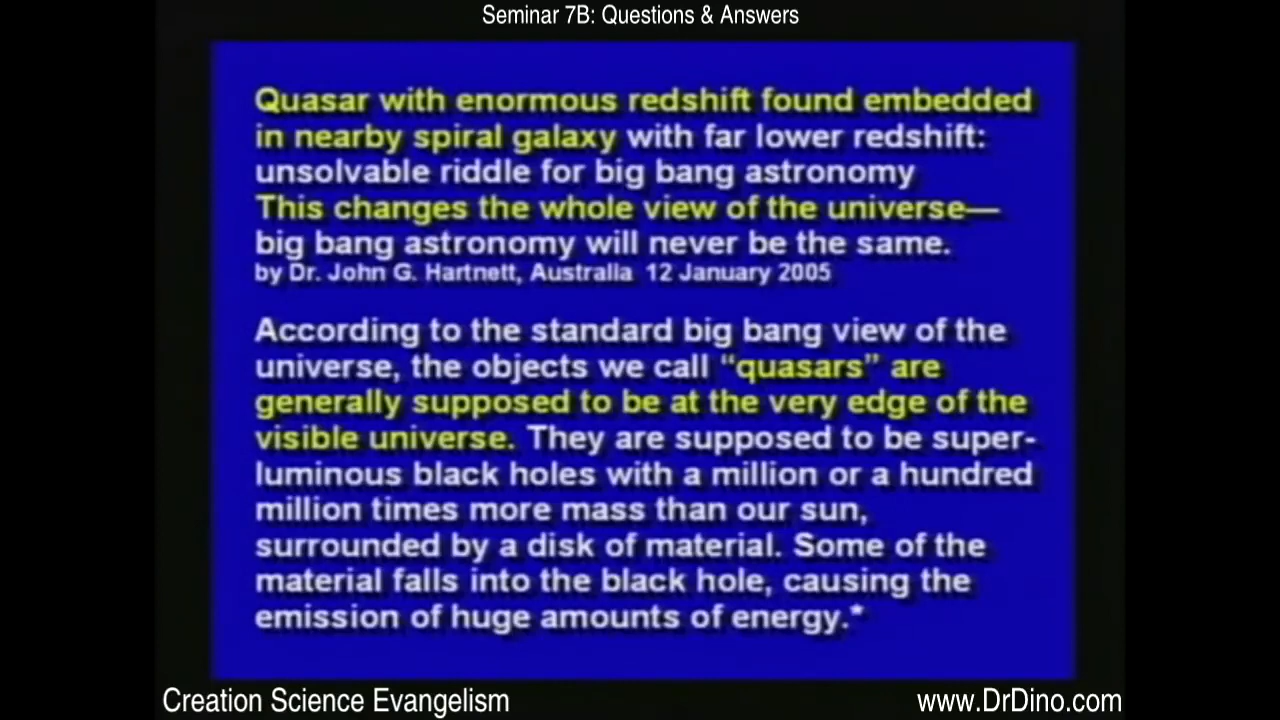 Seminar 7B: Questions & Answers
Quasar with enormous redshift found embedded
in nearby spiral galaxy with far lower redshift:
unsolvable riddle for big bang astronomy
This changes the whole view of the universe—
big bang astronomy will never be the same.
by Dr. John G. Hartnett, Australia 12 January 2005
According to the standard big bang view of the
universe, the objects we call “quasars” are
generally supposed to be at the very edge of the
visible universe. They are supposed to be super-
luminous black holes with a million or a hundred
million times more mass than our sun,
surrounded by a disk of material. Some of the
material falls into the black hole, causing the
emission of huge amounts of energy.*
Creation Science Evangelism
www.DrDino.com